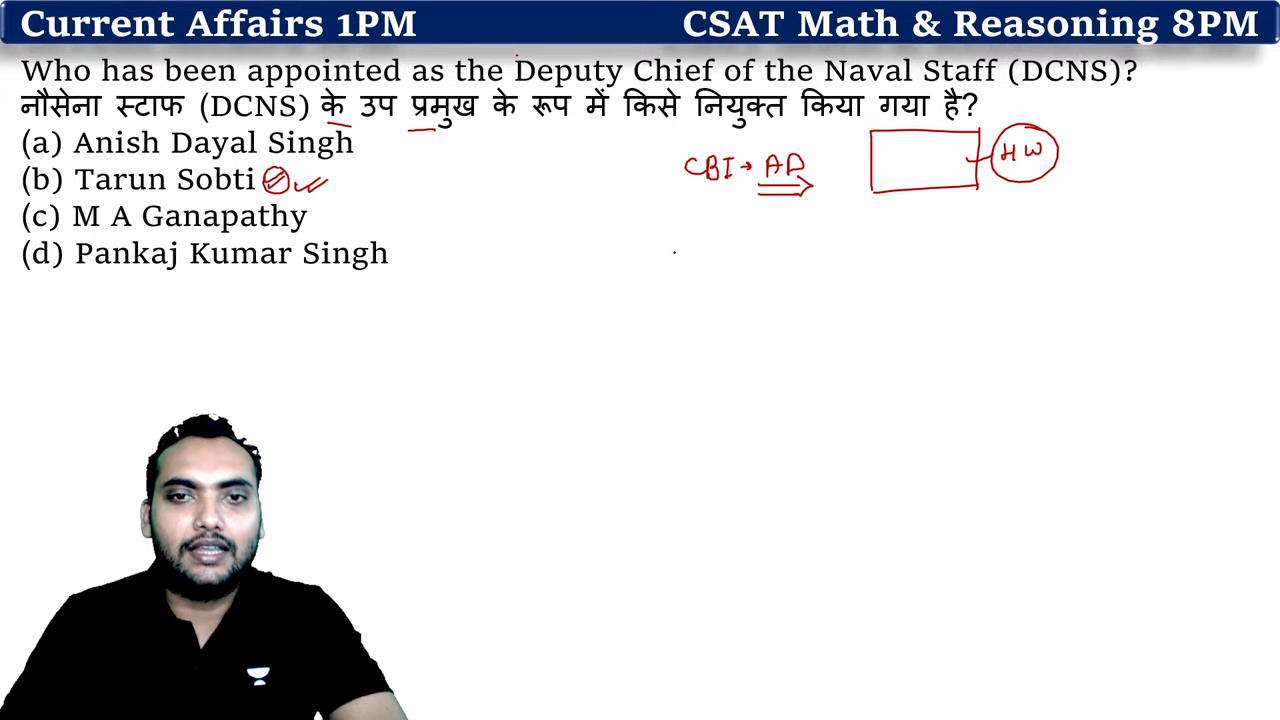 Current Affairs 1PM
CSAT Math & Reasoning 8PM
Who has been appointed as the Deputy Chief of the Naval Staff (DCNS)?
नौसेना स्टाफ (DCNS) के उप प्रमुख के रूप में किसे नियुक्त किया गया है?
(a) Anish Dayal Singh
(b) Tarun Sobti
(c) M A Ganapathy
(d) Pankaj Kumar Singh
CBI → AD
HW